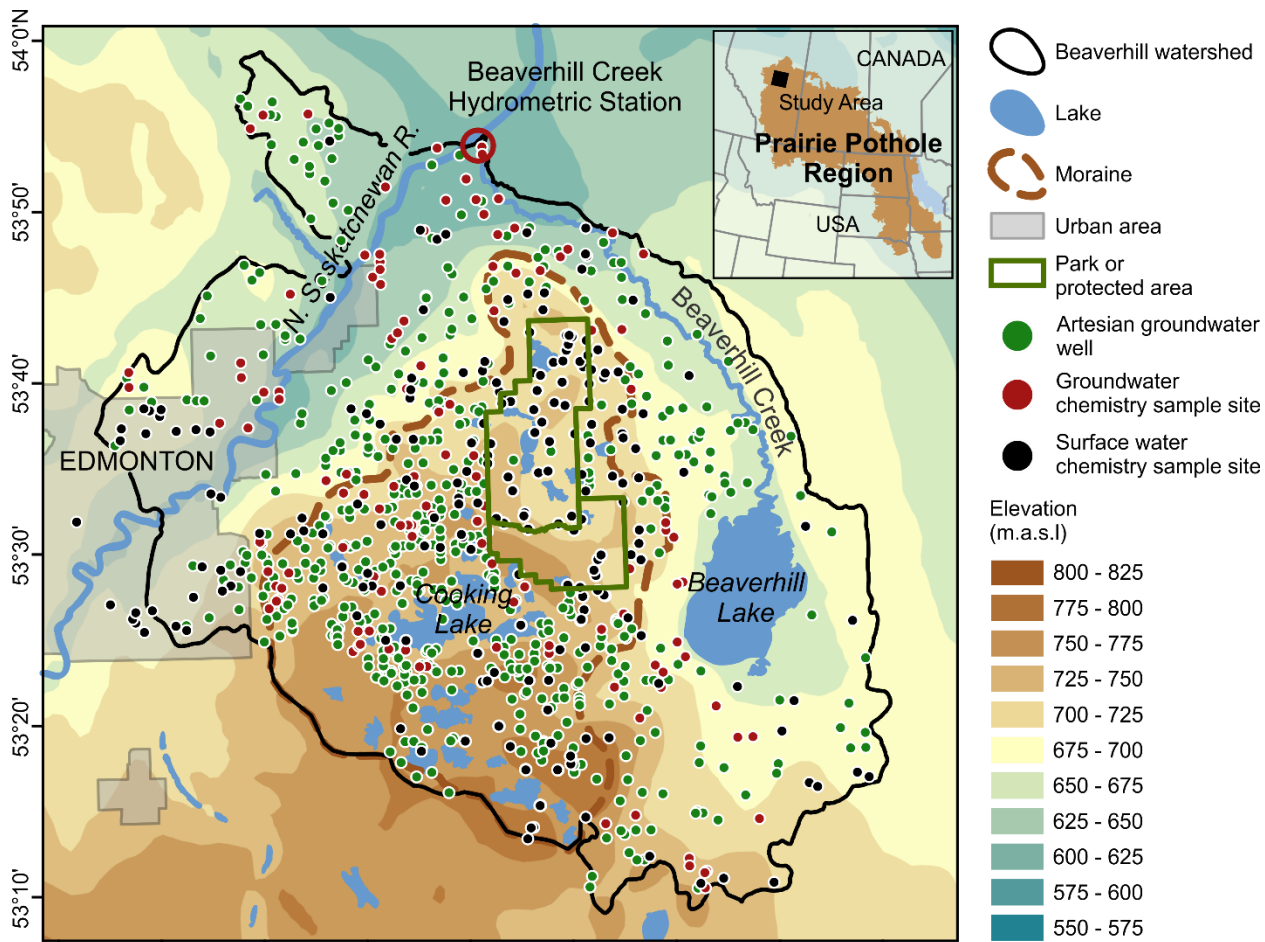 54°0'N
53°50'
53°40'
53°30'
53°20'
53°10'
Beaverhill Creek
Hydrometric Station
N. Saskatchewan R.
Beaverhill Creek
EDMONTON
Cooking
Lake
Beaverhill
Lake
CANADA
Study Area
Prairie Pothole
Region
USA
Beaverhill watershed
Lake
Moraine
Urban area
Park or
protected area
Artesian groundwater
well
Groundwater
chemistry sample site
Surface water
chemistry sample site
Elevation
(m.a.s.l)
800 - 825
775 - 800
750 - 775
725 - 750
700 - 725
675 - 700
650 - 675
625 - 650
600 - 625
575 - 600
550 - 575